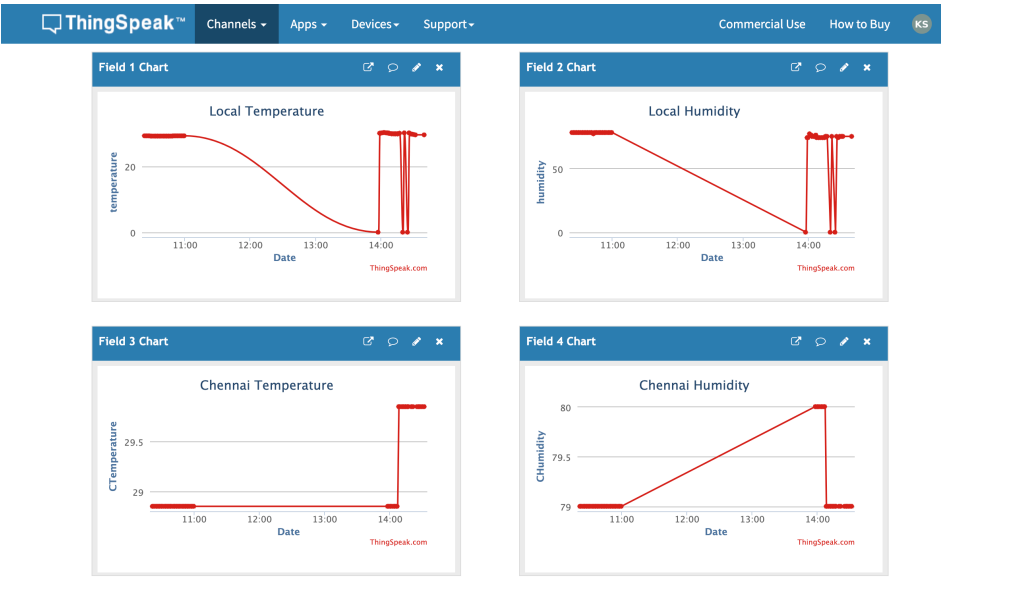 ThingSpeak™ Channels Apps Devices Support Commercial Use How to Buy KS
Field 1 Chart
Local Temperature
temperature
20
0
11:00 12:00 13:00 14:00
Date
ThingSpeak.com
Field 2 Chart
Local Humidity
humidity
50
0
11:00 12:00 13:00 14:00
Date
ThingSpeak.com
Field 3 Chart
Chennai Temperature
CTemperature
29.5
29
11:00 12:00 13:00 14:00
Date
ThingSpeak.com
Field 4 Chart
Chennai Humidity
CHumidity
80
79.5
79
11:00 12:00 13:00 14:00
Date
ThingSpeak.com